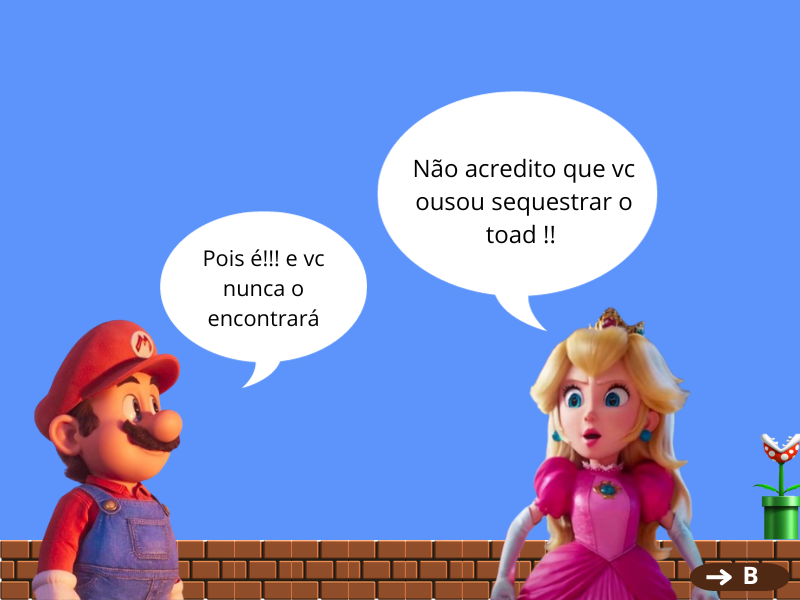 Não acredito que vc
ousou sequestrar o
toad !!
Pois é!!! e vc
nunca o
encontrará
M
→ B